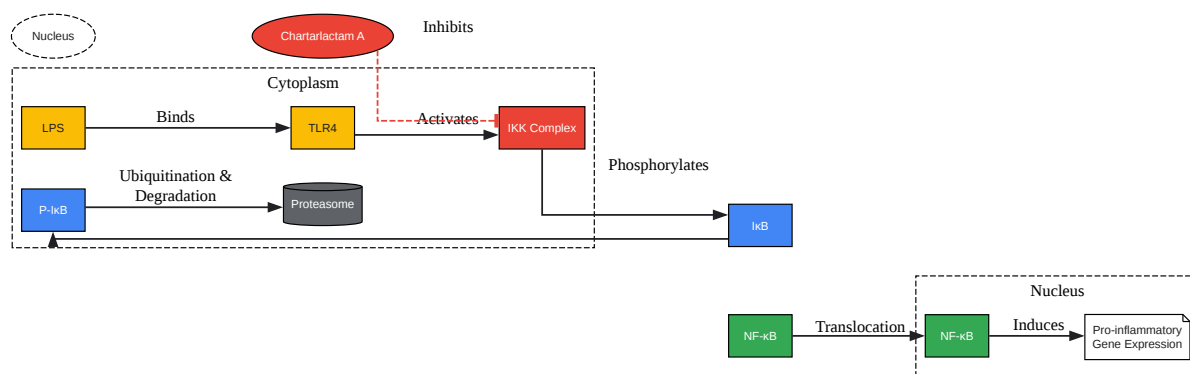 Nucleus
Chartarlactam A
Inhibits
Cytoplasm
LPS
Binds
TLR4
Activates
IKK Complex
Phosphorylates
P-IκB
Ubiquitination &
Degradation
Proteasome
IκB
Nucleus
NF-κB
Translocation
NF-κB
Induces
Pro-inflammatory
Gene Expression